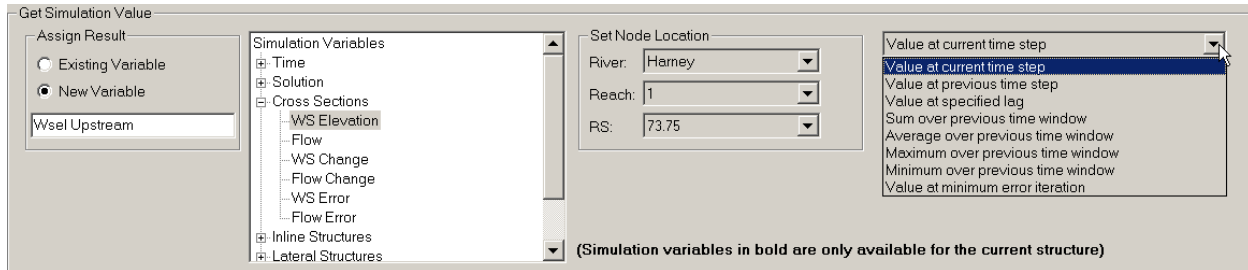 Get Simulation Value
Assign Result
Existing Variable
New Variable
Wsel Upstream
Simulation Variables
Time
Solution
Cross Sections
WS Elevation
Flow
WS Change
Flow Change
WS Error
Flow Error
Inline Structures
Lateral Structures
Set Node Location
River: Harney
Reach: 1
RS: 73.75
Value at current time step
Value at current time step
Value at previous time step
Value at specified lag
Sum over previous time window
Average over previous time window
Maximum over previous time window
Minimum over previous time window
Value at minimum error iteration
(Simulation variables in bold are only available for the current structure)